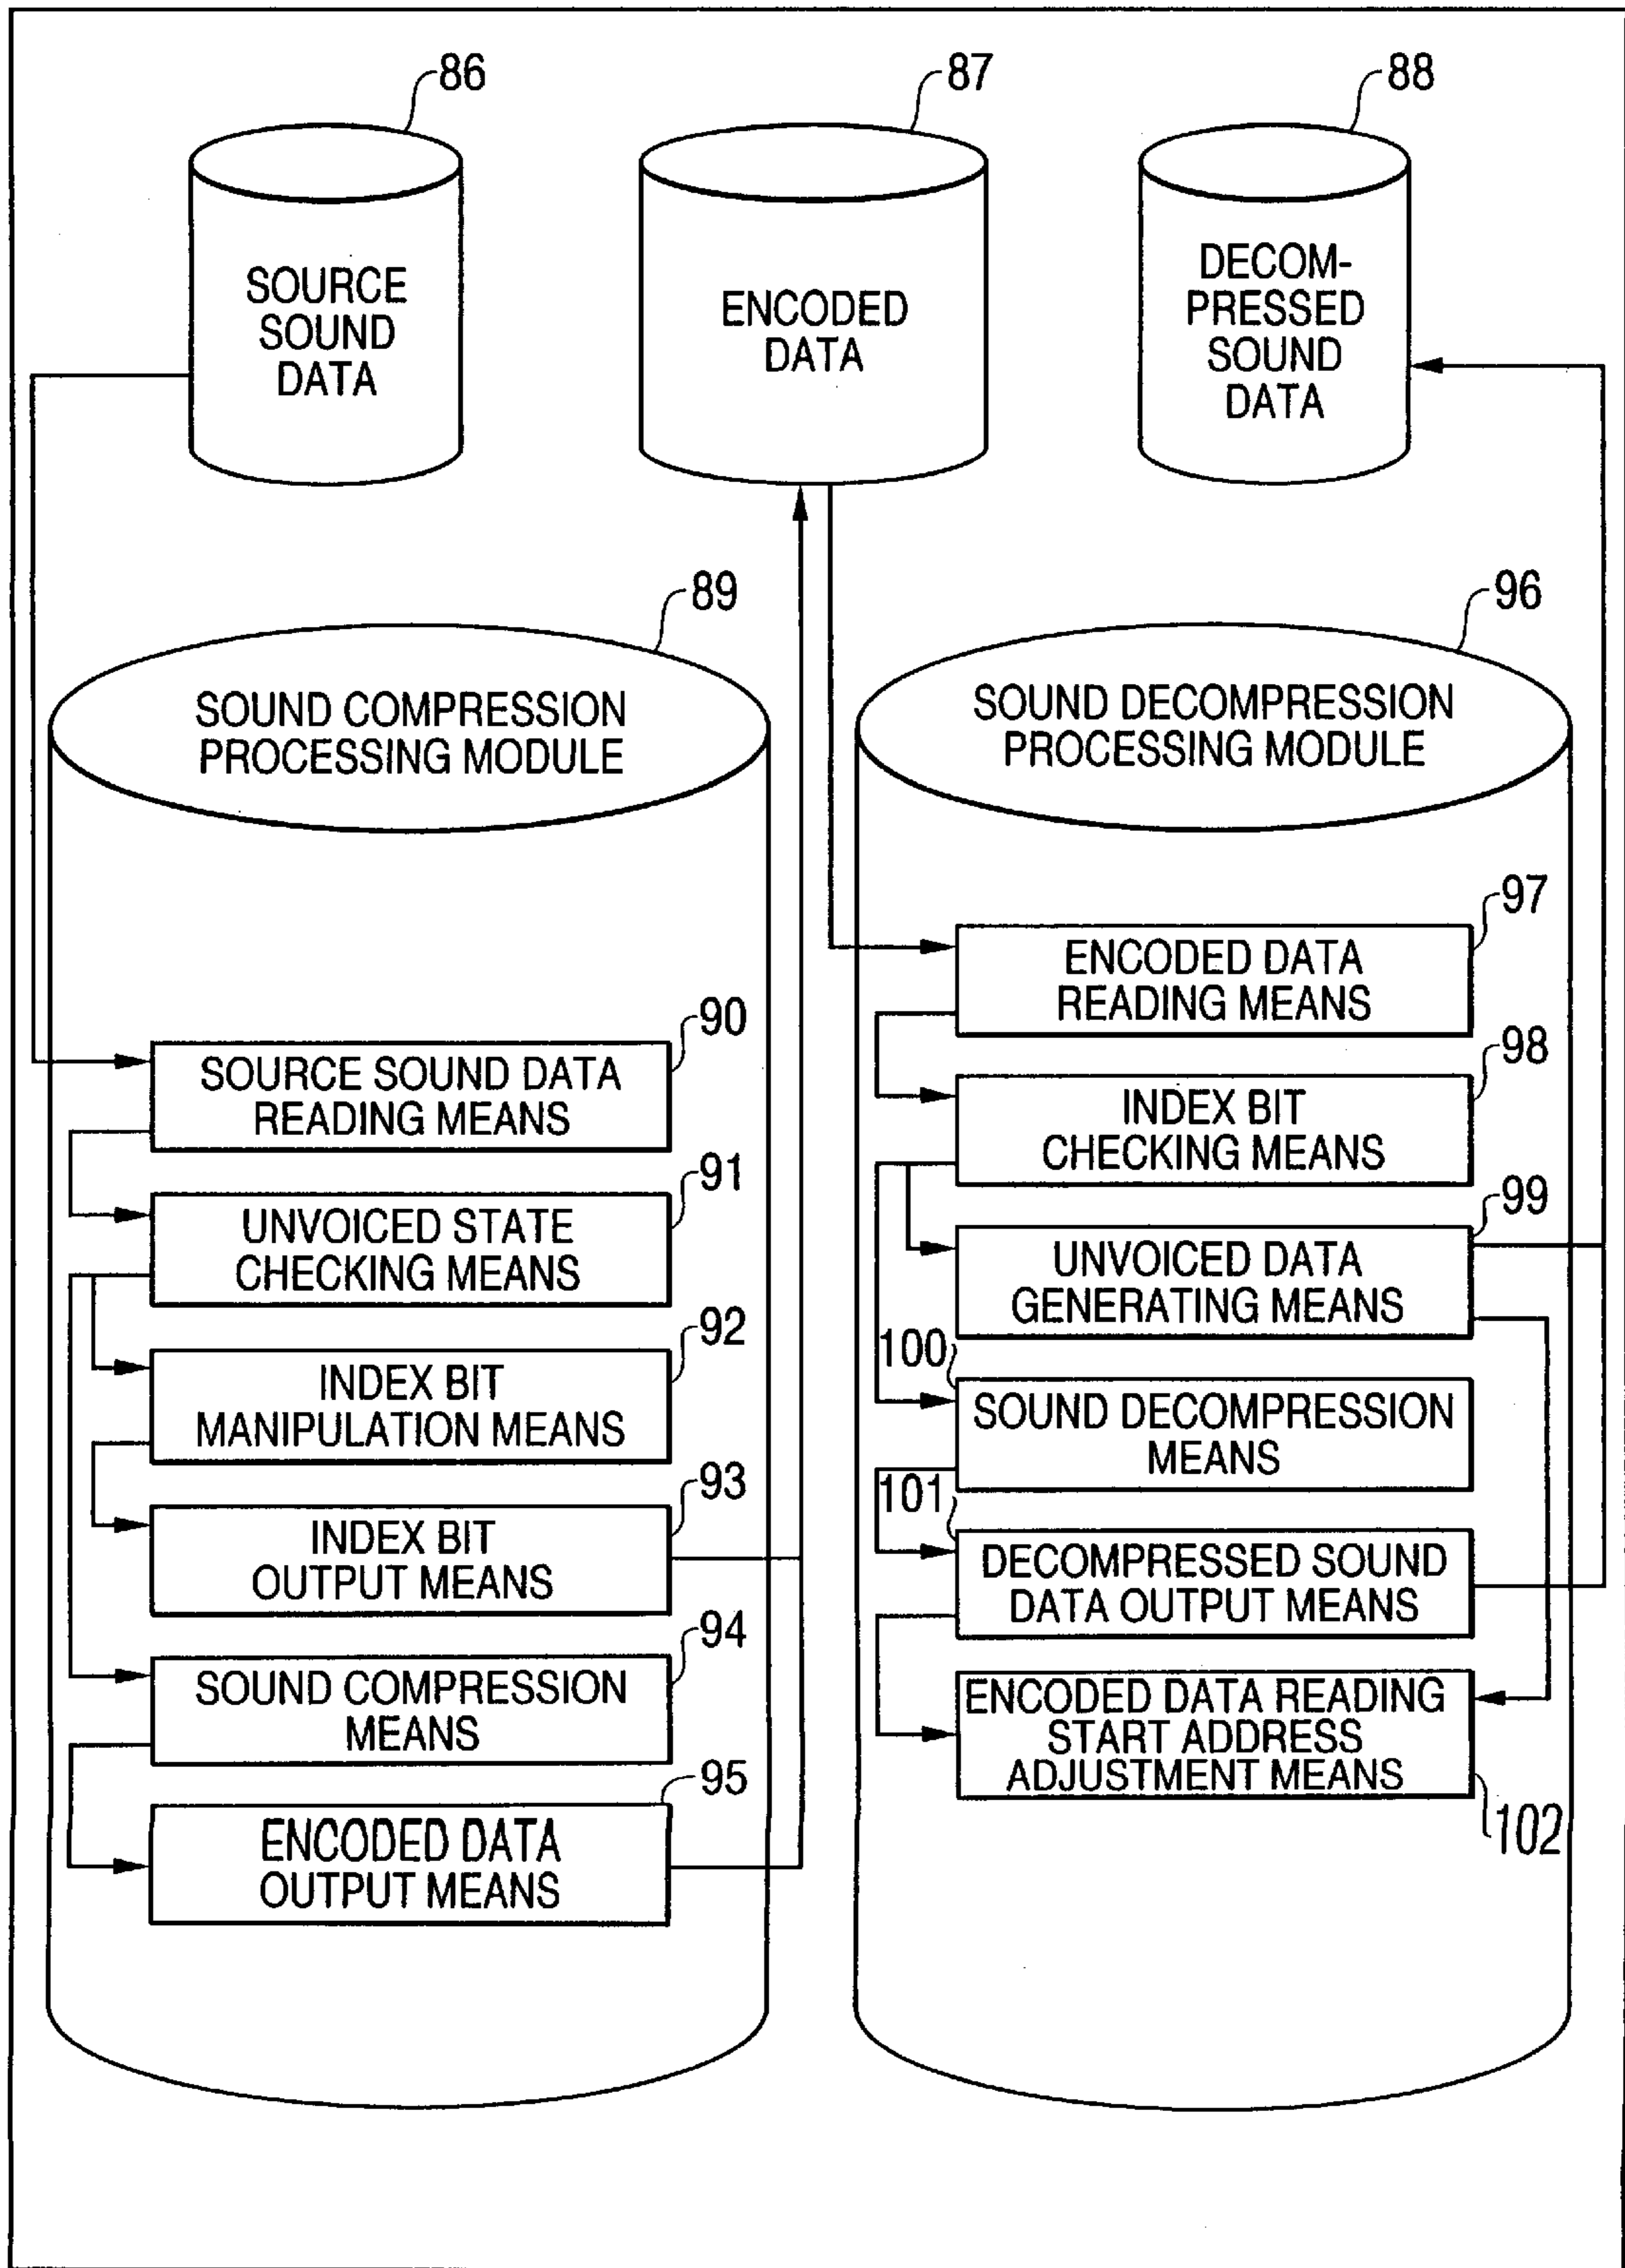 86
87
88
SOURCE
SOUND
DATA
ENCODED
DATA
DECOM-
PRESSED
SOUND
DATA
89
SOUND COMPRESSION
PROCESSING MODULE
90
SOURCE SOUND DATA
READING MEANS
91
UNVOICED STATE
CHECKING MEANS
92
INDEX BIT
MANIPULATION MEANS
93
INDEX BIT
OUTPUT MEANS
94
SOUND COMPRESSION
MEANS
95
ENCODED DATA
OUTPUT MEANS
96
SOUND DECOMPRESSION
PROCESSING MODULE
97
ENCODED DATA
READING MEANS
98
INDEX BIT
CHECKING MEANS
99
UNVOICED DATA
GENERATING MEANS
100
SOUND DECOMPRESSION
MEANS
101
DECOMPRESSED SOUND
DATA OUTPUT MEANS
ENCODED DATA READING
START ADDRESS
ADJUSTMENT MEANS
102